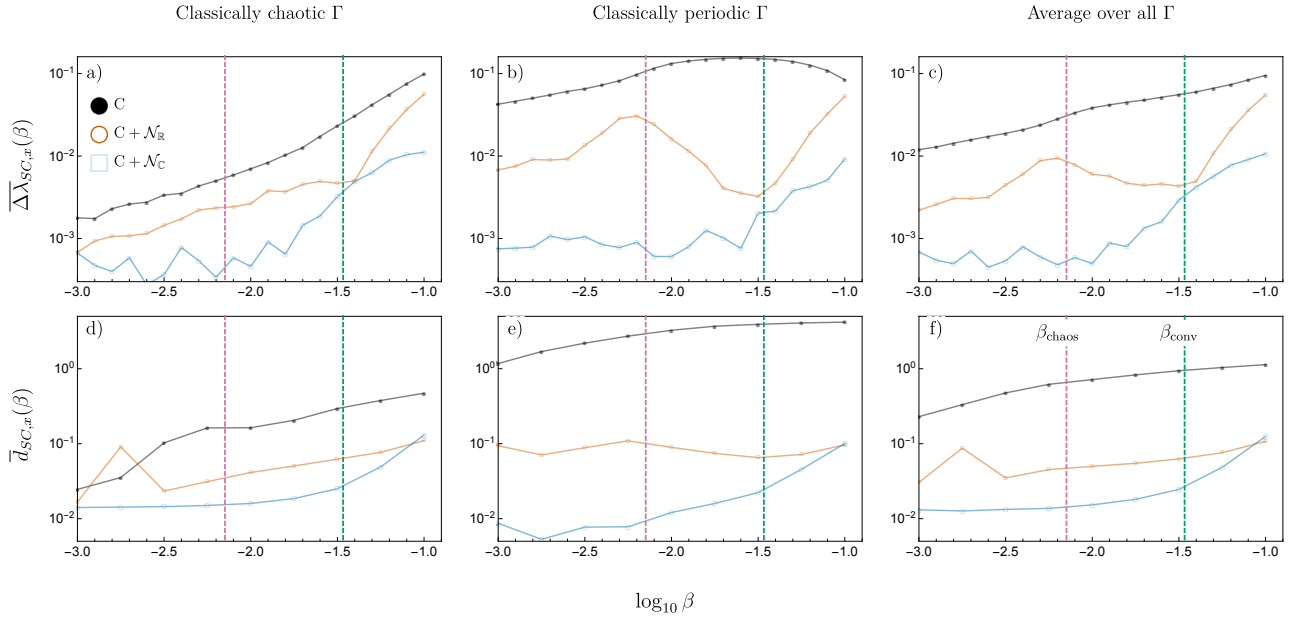 Classically chaotic Γ
Classically periodic Γ
Average over all Γ
a)
b)
c)
C
C + 𝒩ℝ
C + 𝒩ℂ
10⁻¹
10⁻²
10⁻³
10⁻¹
10⁻²
10⁻³
10⁻¹
10⁻²
10⁻³
Δλ̅_SC,x(β)
−3.0 −2.5 −2.0 −1.5 −1.0
−3.0 −2.5 −2.0 −1.5 −1.0
−3.0 −2.5 −2.0 −1.5 −1.0
d)
e)
f)
β_chaos
β_conv
10⁰
10⁻¹
10⁻²
10⁰
10⁻¹
10⁻²
10⁰
10⁻¹
10⁻²
d̅_SC,x(β)
−3.0 −2.5 −2.0 −1.5 −1.0
−3.0 −2.5 −2.0 −1.5 −1.0
−3.0 −2.5 −2.0 −1.5 −1.0
log₁₀ β